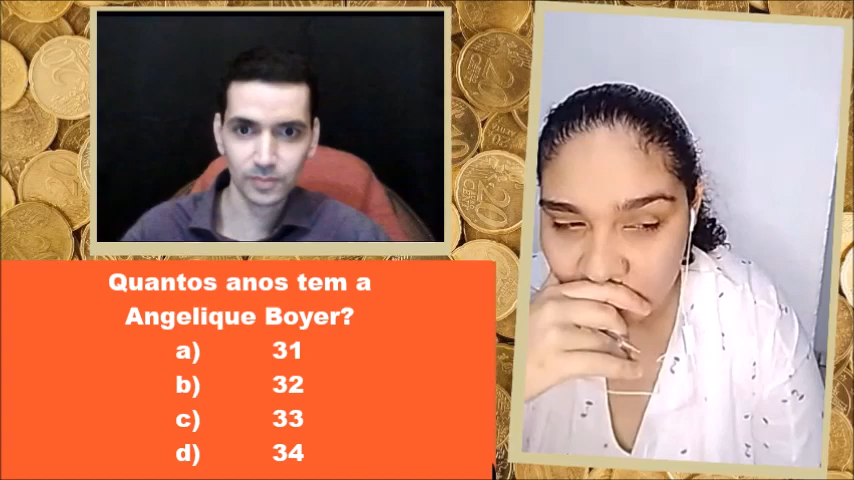 Quantos anos tem a
Angelique Boyer?
a) 31
b) 32
c) 33
d) 34